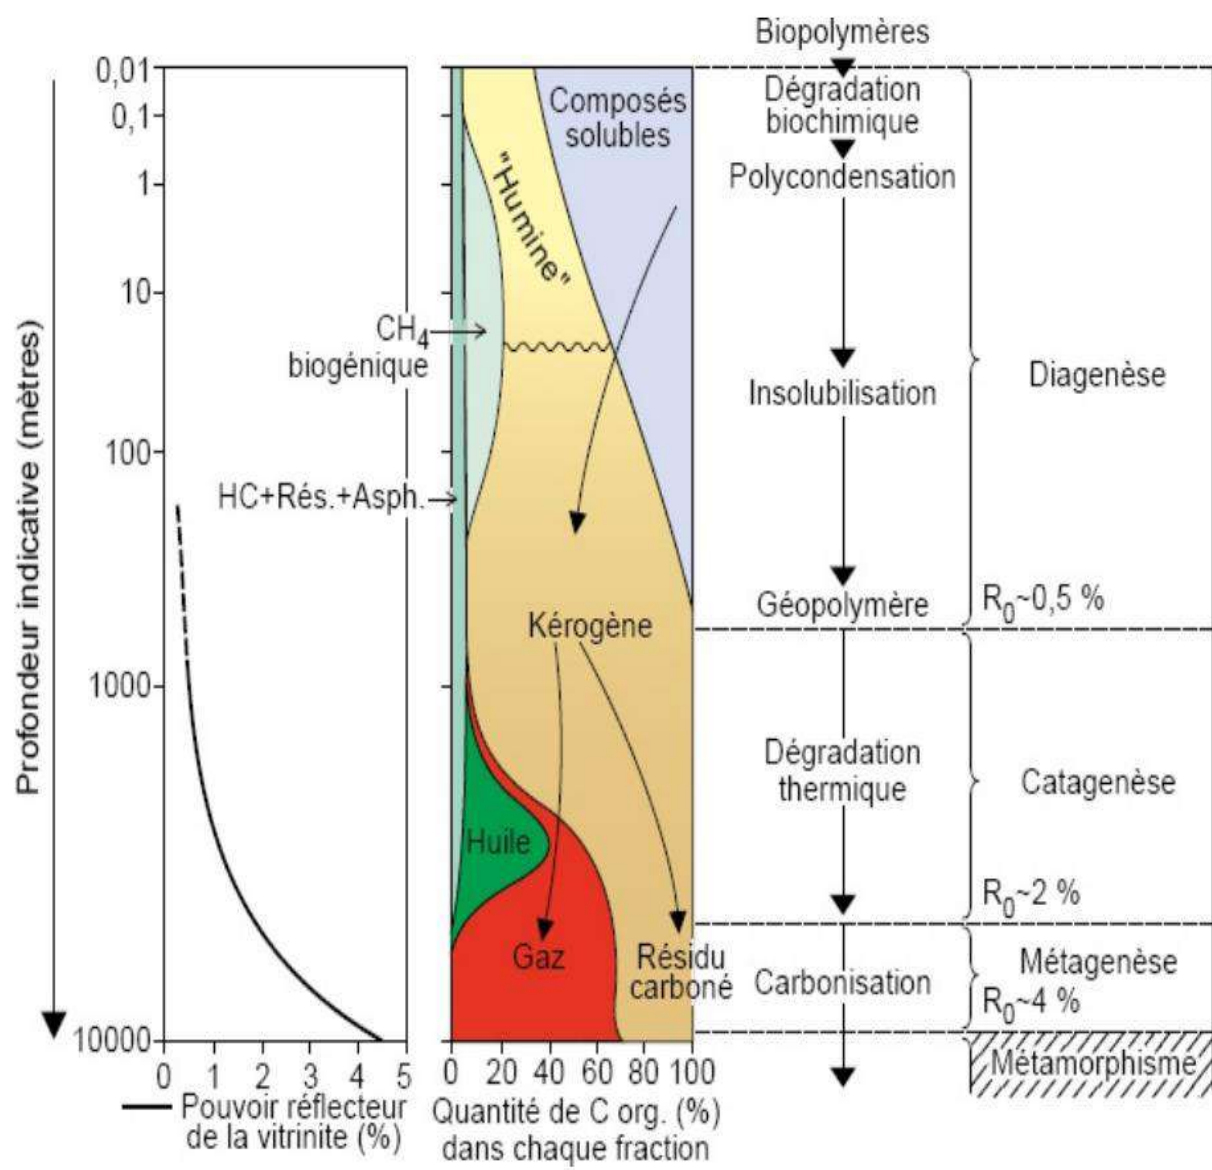 Biopolymères
Profondeur indicative (mètres)
0,01
0,1
1
10
100
1000
10000
0 1 2 3 4 5
Pouvoir réflecteur
de la vitrinite (%)
Composés
solubles
"Humine"
CH4
biogénique
HC+Rés.+Asph.
Kérogène
Huile
Gaz
Résidu
carboné
0 20 40 60 80 100
Quantité de C org. (%)
dans chaque fraction
Dégradation
biochimique
Polycondensation
Insolubilisation
Géopolymère
Dégradation
thermique
Carbonisation
Diagenèse
R0~0,5 %
Catagenèse
R0~2 %
Métagenèse
R0~4 %
Métamorphisme